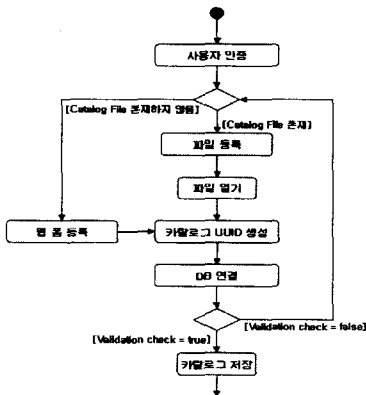 사용자 인증
[Catalog File 존재하지 않음]
[Catalog File 존재]
파일 등록
파일 열기
웹 폼 등록
카탈로그 UUID 생성
DB 연결
[Validation check = false]
[Validation check = true]
카탈로그 저장